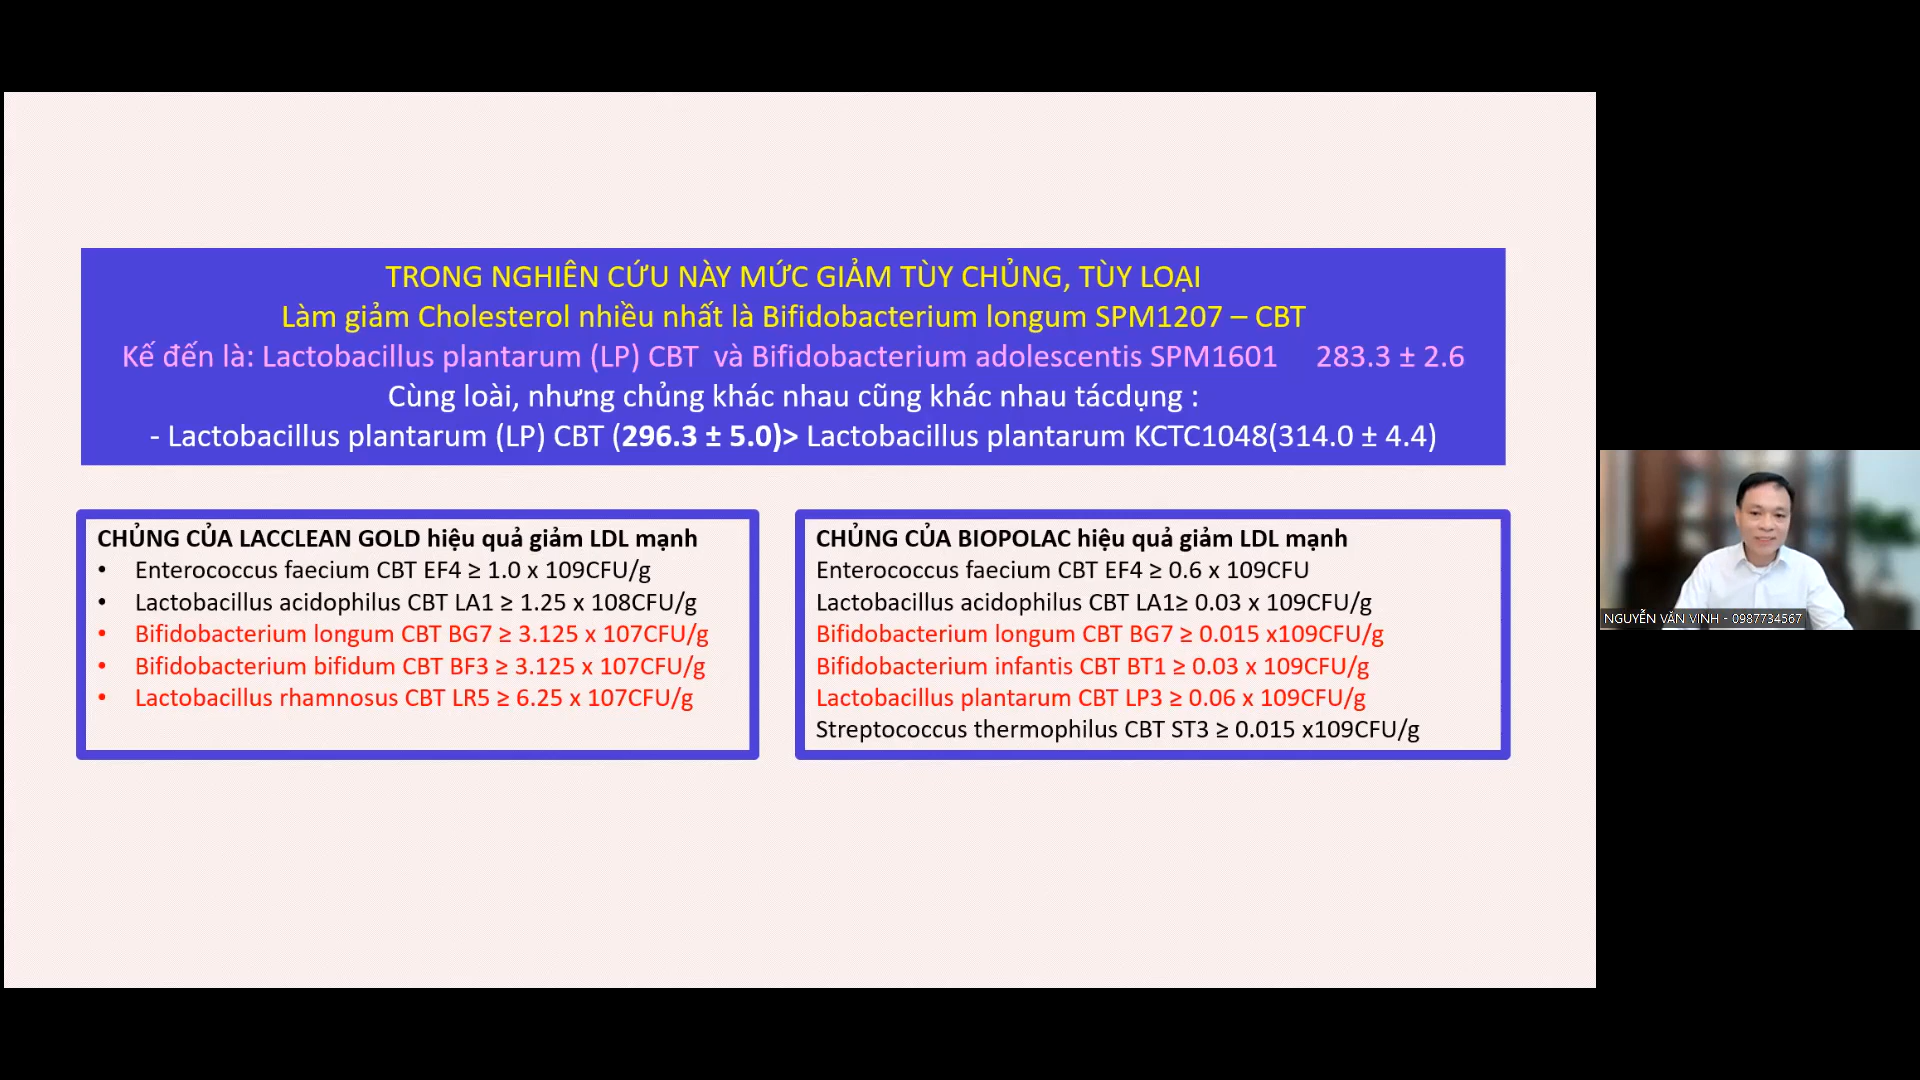 TRONG NGHIÊN CỨU NÀY MỨC GIẢM TÙY CHỦNG, TÙY LOẠI
Làm giảm Cholesterol nhiều nhất là Bifidobacterium longum SPM1207 – CBT
Kế đến là: Lactobacillus plantarum (LP) CBT và Bifidobacterium adolescentis SPM1601 283.3 ± 2.6
Cùng loài, nhưng chủng khác nhau cũng khác nhau tácdụng :
- Lactobacillus plantarum (LP) CBT (296.3 ± 5.0)> Lactobacillus plantarum KCTC1048(314.0 ± 4.4)
CHỦNG CỦA LACCLEAN GOLD hiệu quả giảm LDL mạnh
• Enterococcus faecium CBT EF4 ≥ 1.0 x 109CFU/g
• Lactobacillus acidophilus CBT LA1 ≥ 1.25 x 108CFU/g
• Bifidobacterium longum CBT BG7 ≥ 3.125 x 107CFU/g
• Bifidobacterium bifidum CBT BF3 ≥ 3.125 x 107CFU/g
• Lactobacillus rhamnosus CBT LR5 ≥ 6.25 x 107CFU/g
CHỦNG CỦA BIOPOLAC hiệu quả giảm LDL mạnh
Enterococcus faecium CBT EF4 ≥ 0.6 x 109CFU
Lactobacillus acidophilus CBT LA1≥ 0.03 x 109CFU/g
Bifidobacterium longum CBT BG7 ≥ 0.015 x109CFU/g
Bifidobacterium infantis CBT BT1 ≥ 0.03 x 109CFU/g
Lactobacillus plantarum CBT LP3 ≥ 0.06 x 109CFU/g
Streptococcus thermophilus CBT ST3 ≥ 0.015 x109CFU/g
NGUYỄN VĂN VINH - 0987734567